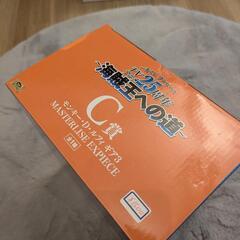 EX 25周年
-海賊王への道-
C賞
モンキー・D・ルフィ ギア3
MASTERLISE EXPIECE
全1種